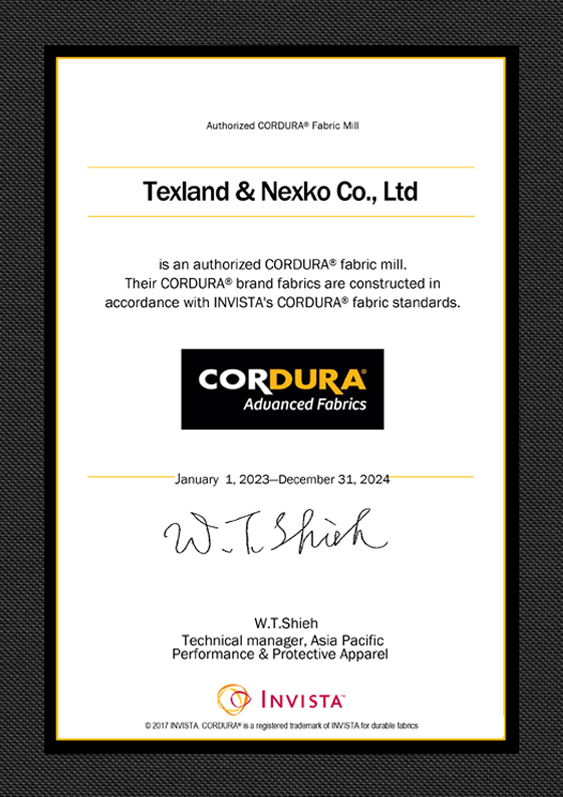 Authorized CORDURA® Fabric Mill
Texland & Nexko Co., Ltd
is an authorized CORDURA® fabric mill.
Their CORDURA® brand fabrics are constructed in
accordance with INVISTA's CORDURA® fabric standards.
CORDURA®
Advanced Fabrics
January 1, 2023—December 31, 2024
W.T.Shieh
W.T.Shieh
Technical manager, Asia Pacific
Performance & Protective Apparel
INVISTA™
© 2017 INVISTA. CORDURA® is a registered trademark of INVISTA for durable fabrics